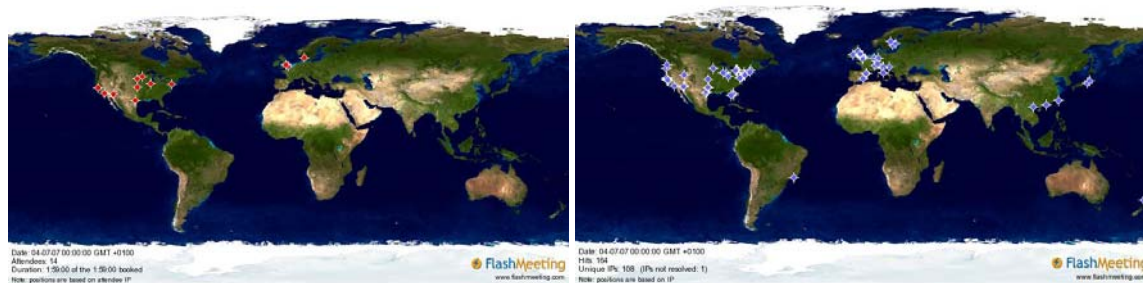 Date: 04-07-07 00:00:00 GMT +0100
Attendees: 14
Duration: 1:59:00 of the 1:59:00 booked
Note: positions are based on attendee IP
FlashMeeting
www.flashmeeting.com
Date: 04-07-07 00:00:00 GMT +0100
Hits: 164
Unique IPs: 108 (IPs not resolved: 1)
Note: positions are based on IP
FlashMeeting
www.flashmeeting.com